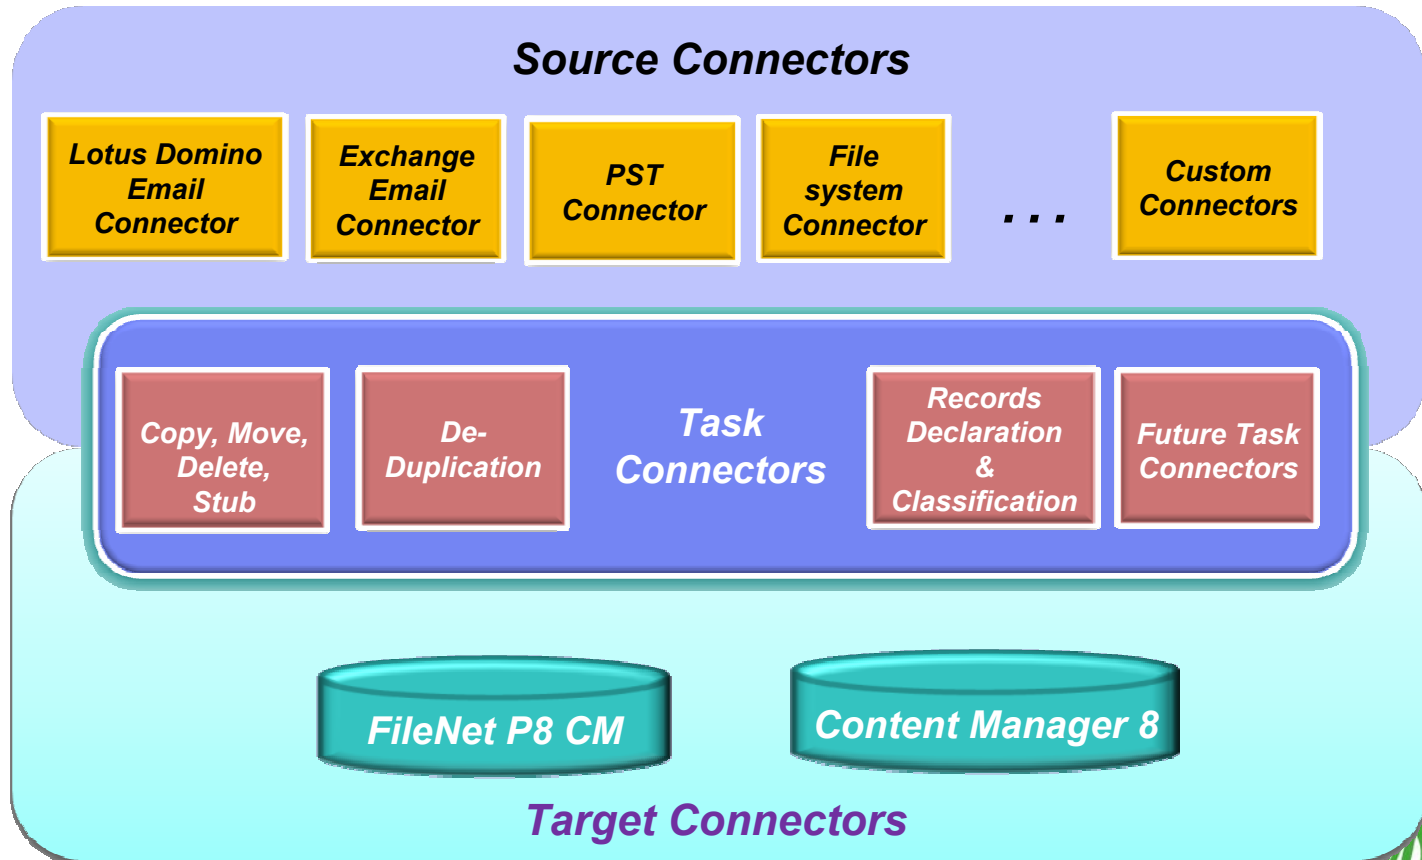 Source Connectors
Lotus Domino
Email
Connector
Exchange
Email
Connector
PST
Connector
File
system
Connector
. . .
Custom
Connectors
Copy, Move,
Delete,
Stub
De-
Duplication
Task
Connectors
Records
Declaration
&
Classification
Future Task
Connectors
FileNet P8 CM
Content Manager 8
Target Connectors